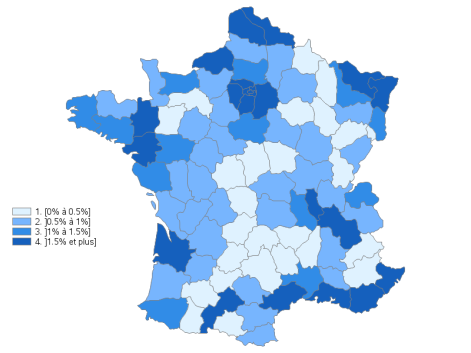 1. [0% à 0.5%]
2. ]0.5% à 1%]
3. ]1% à 1.5%]
4. ]1.5% et plus]